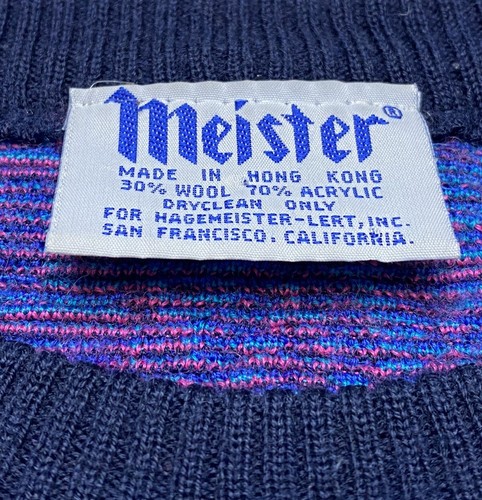 Meister®
MADE IN HONG KONG
30% WOOL 70% ACRYLIC
DRYCLEAN ONLY
FOR HAGEMEISTER-LERT, INC.
SAN FRANCISCO. CALIFORNIA.